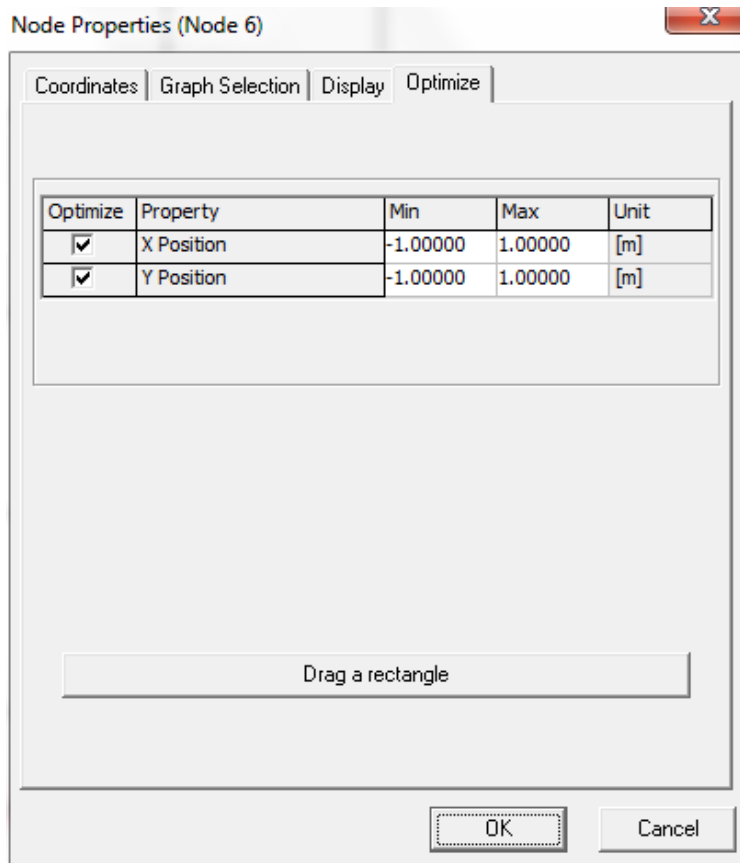 Node Properties (Node 6)
X
Coordinates Graph Selection Display Optimize
Optimize Property Min Max Unit
X Position -1.00000 1.00000 [m]
Y Position -1.00000 1.00000 [m]
Drag a rectangle
OK Cancel